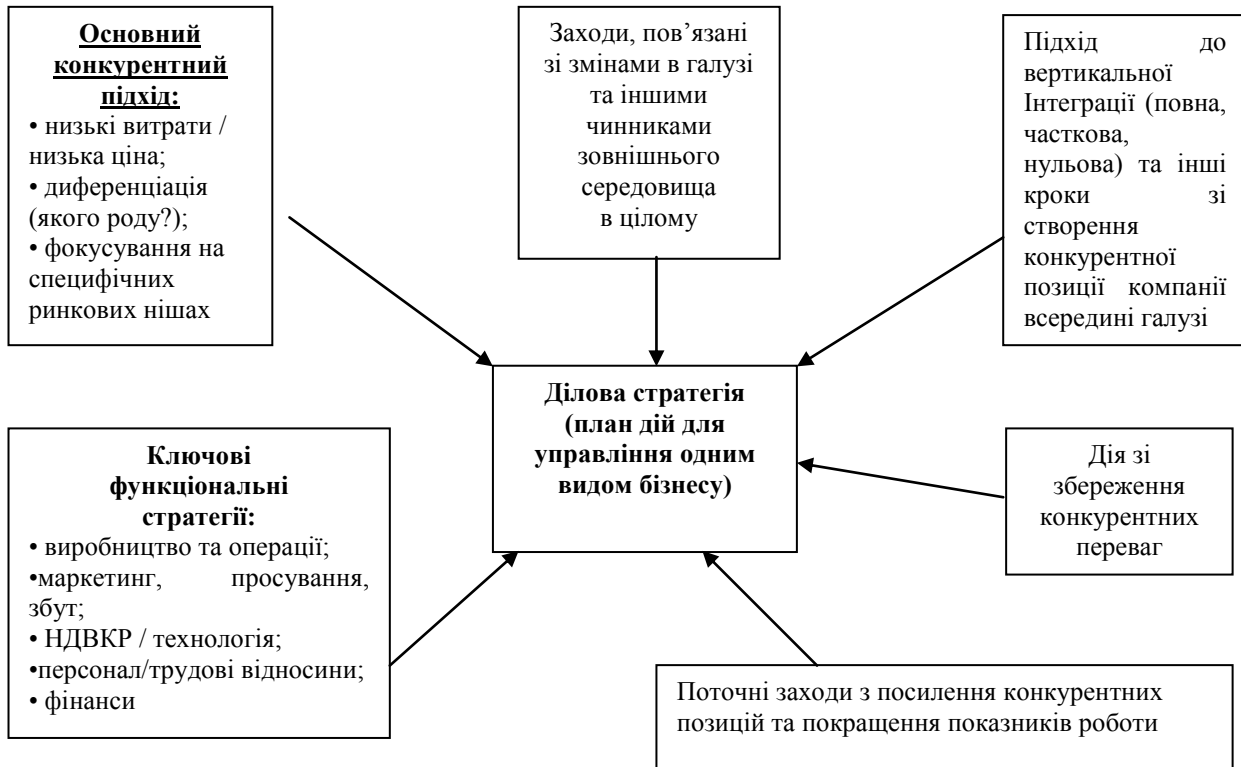 Основний
конкурентний
підхід:
• низькі витрати /
низька ціна;
• диференціація
(якого роду?);
• фокусування на
специфічних
ринкових нішах
Заходи, пов’язані
зі змінами в галузі
та іншими
чинниками
зовнішнього
середовища
в цілому
Підхід до
вертикальної
Інтеграції (повна,
часткова,
нульова) та інші
кроки зі
створення
конкурентної
позиції компанії
всередині галузі
Ділова стратегія
(план дій для
управління одним
видом бізнесу)
Ключові
функціональні
стратегії:
• виробництво та операції;
•маркетинг, просування,
збут;
• НДВКР / технологія;
•персонал/трудові відносини;
• фінанси
Дія зі
збереження
конкурентних
переваг
Поточні заходи з посилення конкурентних
позицій та покращення показників роботи